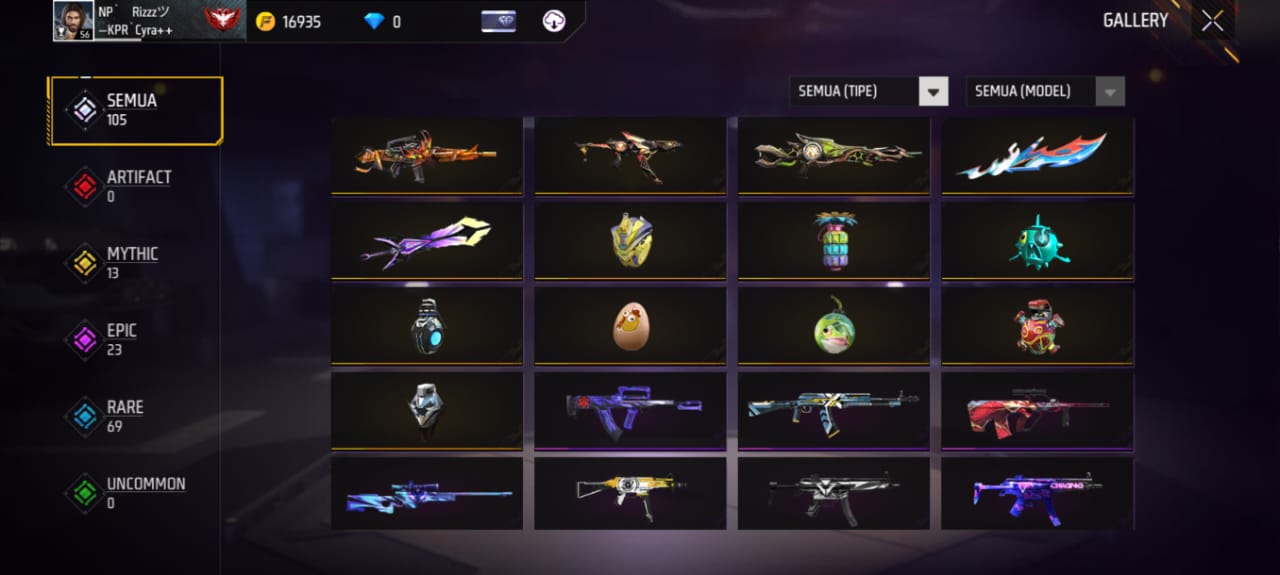 NP` Rizzzツ
—KPR`Cyra++
56
16935
0
GALLERY
SEMUA
105
SEMUA (TIPE)
SEMUA (MODEL)
ARTIFACT
0
MYTHIC
13
EPIC
23
RARE
69
UNCOMMON
0
CHRONO